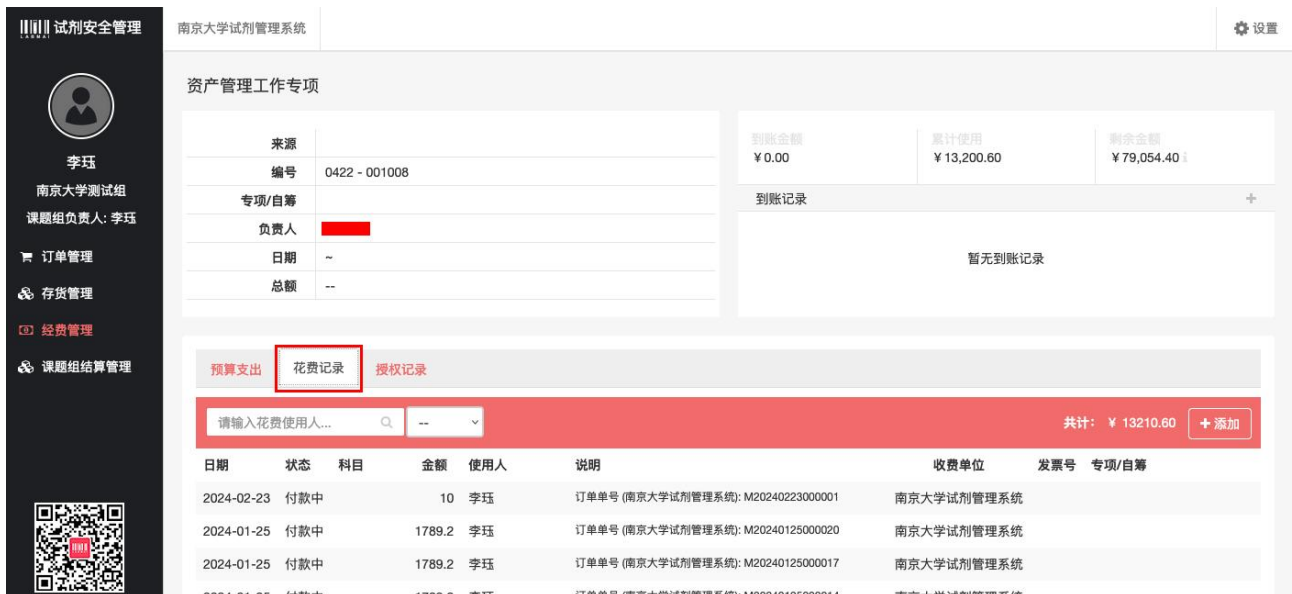 LABMAI 试剂安全管理
南京大学试剂管理系统
设置
李珏
南京大学测试组
课题组负责人: 李珏
订单管理
存货管理
经费管理
课题组结算管理
资产管理工作专项
来源
编号 0422 - 001008
专项/自筹
负责人
日期 ~
总额 --
到账金额 累计使用 剩余金额
¥0.00 ¥13,200.60 ¥79,054.40
到账记录
暂无到账记录
预算支出 花费记录 授权记录
请输入花费使用人... -- 共计: ¥ 13210.60 添加
日期 状态 科目 金额 使用人 说明 收费单位 发票号 专项/自筹
2024-02-23 付款中 10 李珏 订单单号 (南京大学试剂管理系统): M20240223000001 南京大学试剂管理系统
2024-01-25 付款中 1789.2 李珏 订单单号 (南京大学试剂管理系统): M20240125000020 南京大学试剂管理系统
2024-01-25 付款中 1789.2 李珏 订单单号 (南京大学试剂管理系统): M20240125000017 南京大学试剂管理系统